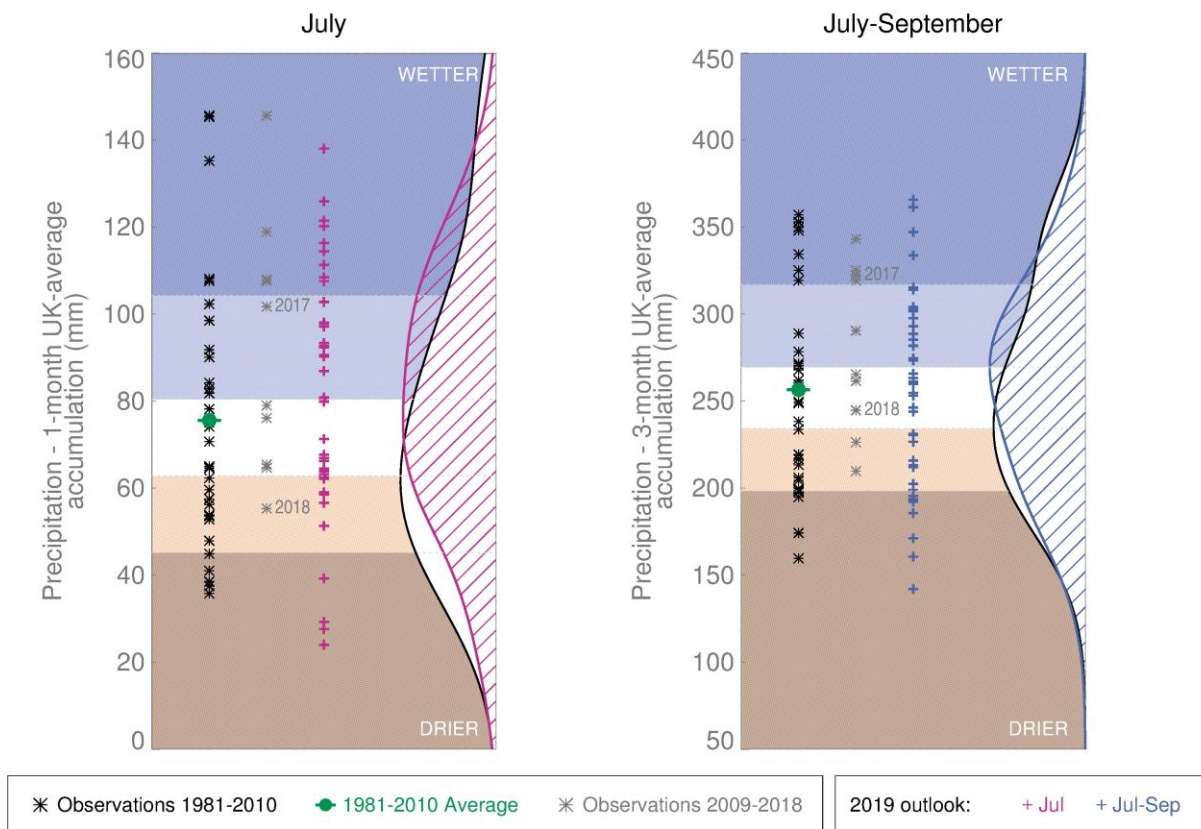 July
160
140
120
100
80
60
40
20
0
Precipitation - 1-month UK-average
accumulation (mm)
WETTER
2017
2018
DRIER
July-September
450
400
350
300
250
200
150
100
50
Precipitation - 3-month UK-average
accumulation (mm)
WETTER
2017
2018
DRIER
Observations 1981-2010 1981-2010 Average Observations 2009-2018
2019 outlook: + Jul + Jul-Sep